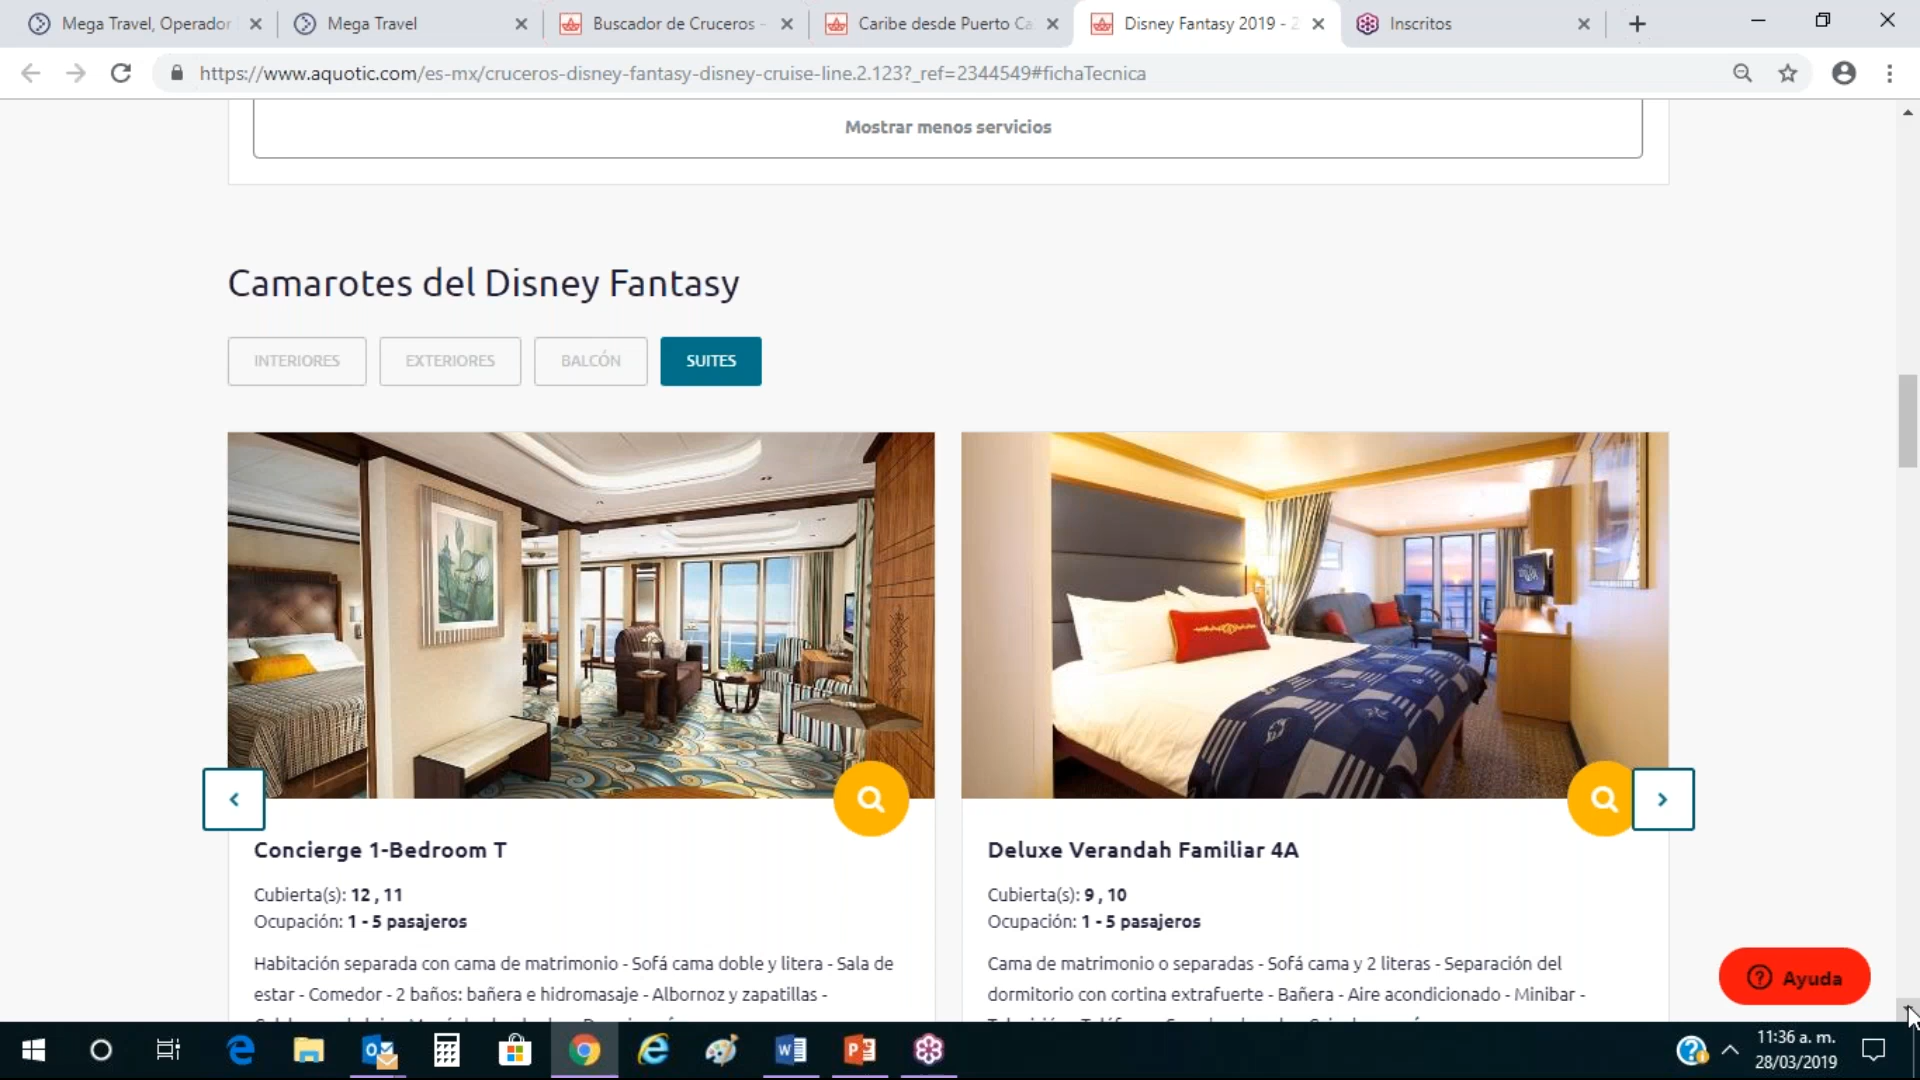 Mega Travel, Operador
Mega Travel
Buscador de Cruceros -
Caribe desde Puerto Ca
Disney Fantasy 2019 - 2
Inscritos
https://www.aquotic.com/es-mx/cruceros-disney-fantasy-disney-cruise-line.2.123?_ref=2344549#fichaTecnica
Mostrar menos servicios
Camarotes del Disney Fantasy
INTERIORES
EXTERIORES
BALCÓN
SUITES
Concierge 1-Bedroom T
Cubierta(s): 12 , 11
Ocupación: 1 - 5 pasajeros
Habitación separada con cama de matrimonio - Sofá cama doble y litera - Sala de
estar - Comedor - 2 baños: bañera e hidromasaje - Albornoz y zapatillas -
Deluxe Verandah Familiar 4A
Cubierta(s): 9 , 10
Ocupación: 1 - 5 pasajeros
Cama de matrimonio o separadas - Sofá cama y 2 literas - Separación del
dormitorio con cortina extrafuerte - Bañera - Aire acondicionado - Minibar -
Ayuda
11:36 a. m.
28/03/2019